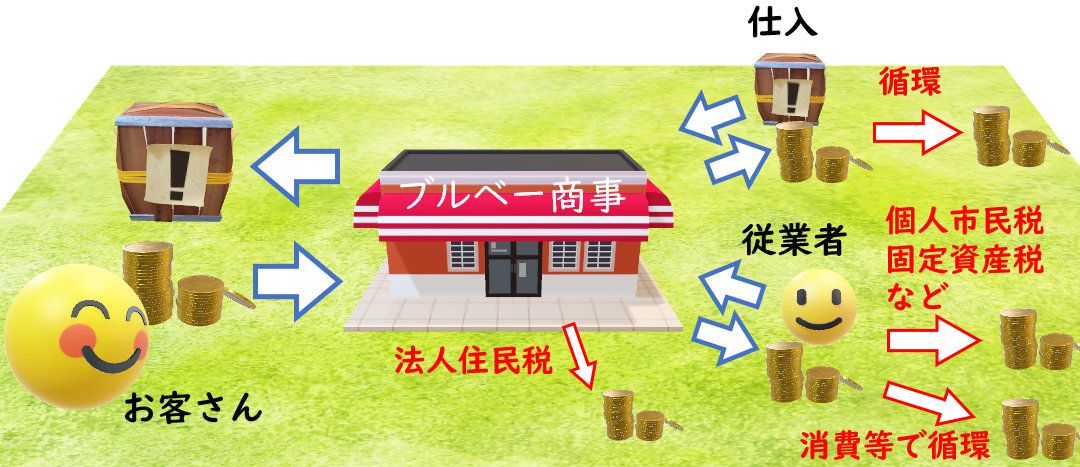 仕入
循環
ブルベー商事
従業者
個人市民税
固定資産税
など
法人住民税
お客さん
消費等で循環
!
!